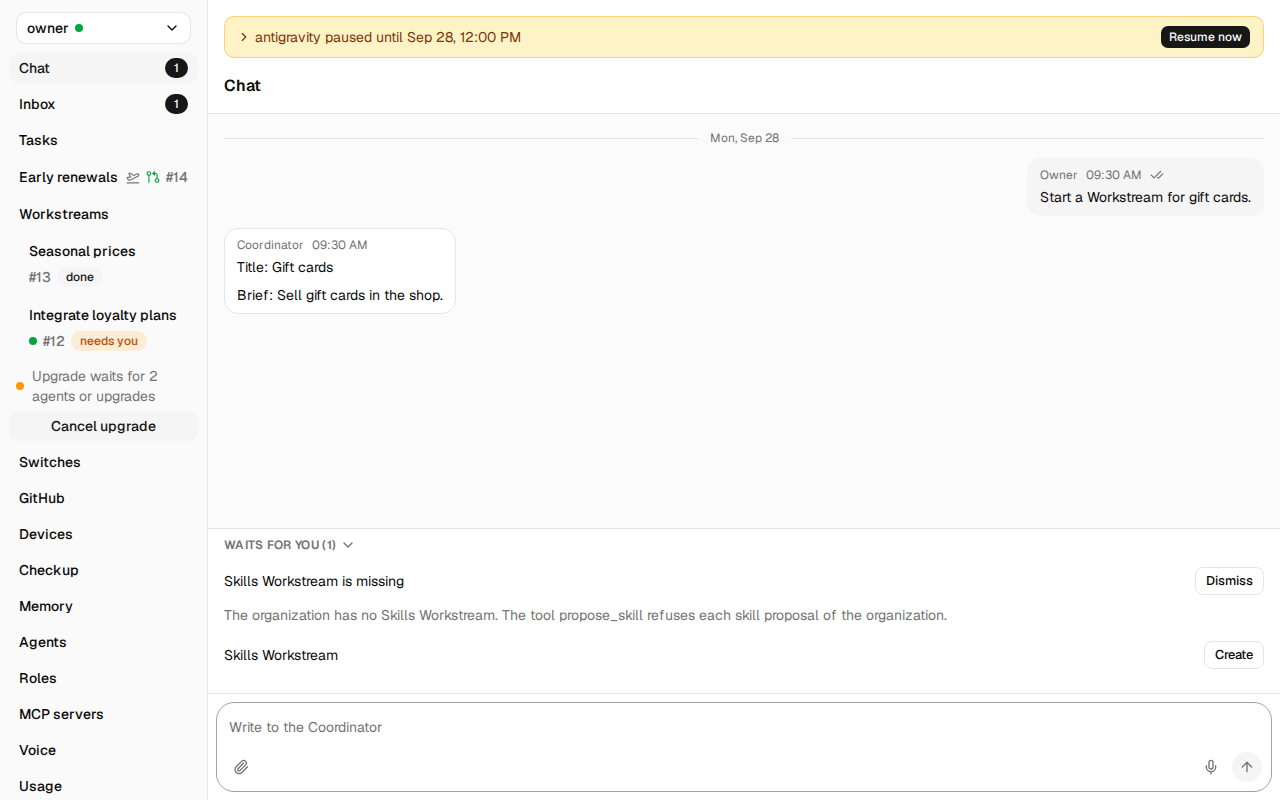 owner
Chat 1
Inbox 1
Tasks
Early renewals #14
Workstreams
Seasonal prices
#13 done
Integrate loyalty plans
#12 needs you
Upgrade waits for 2
agents or upgrades
Cancel upgrade
Switches
GitHub
Devices
Checkup
Memory
Agents
Roles
MCP servers
Voice
Usage
antigravity paused until Sep 28, 12:00 PM
Resume now
Chat
Mon, Sep 28
Owner 09:30 AM
Start a Workstream for gift cards.
Coordinator 09:30 AM
Title: Gift cards
Brief: Sell gift cards in the shop.
WAITS FOR YOU (1)
Skills Workstream is missing
Dismiss
The organization has no Skills Workstream. The tool propose_skill refuses each skill proposal of the organization.
Skills Workstream
Create
Write to the Coordinator